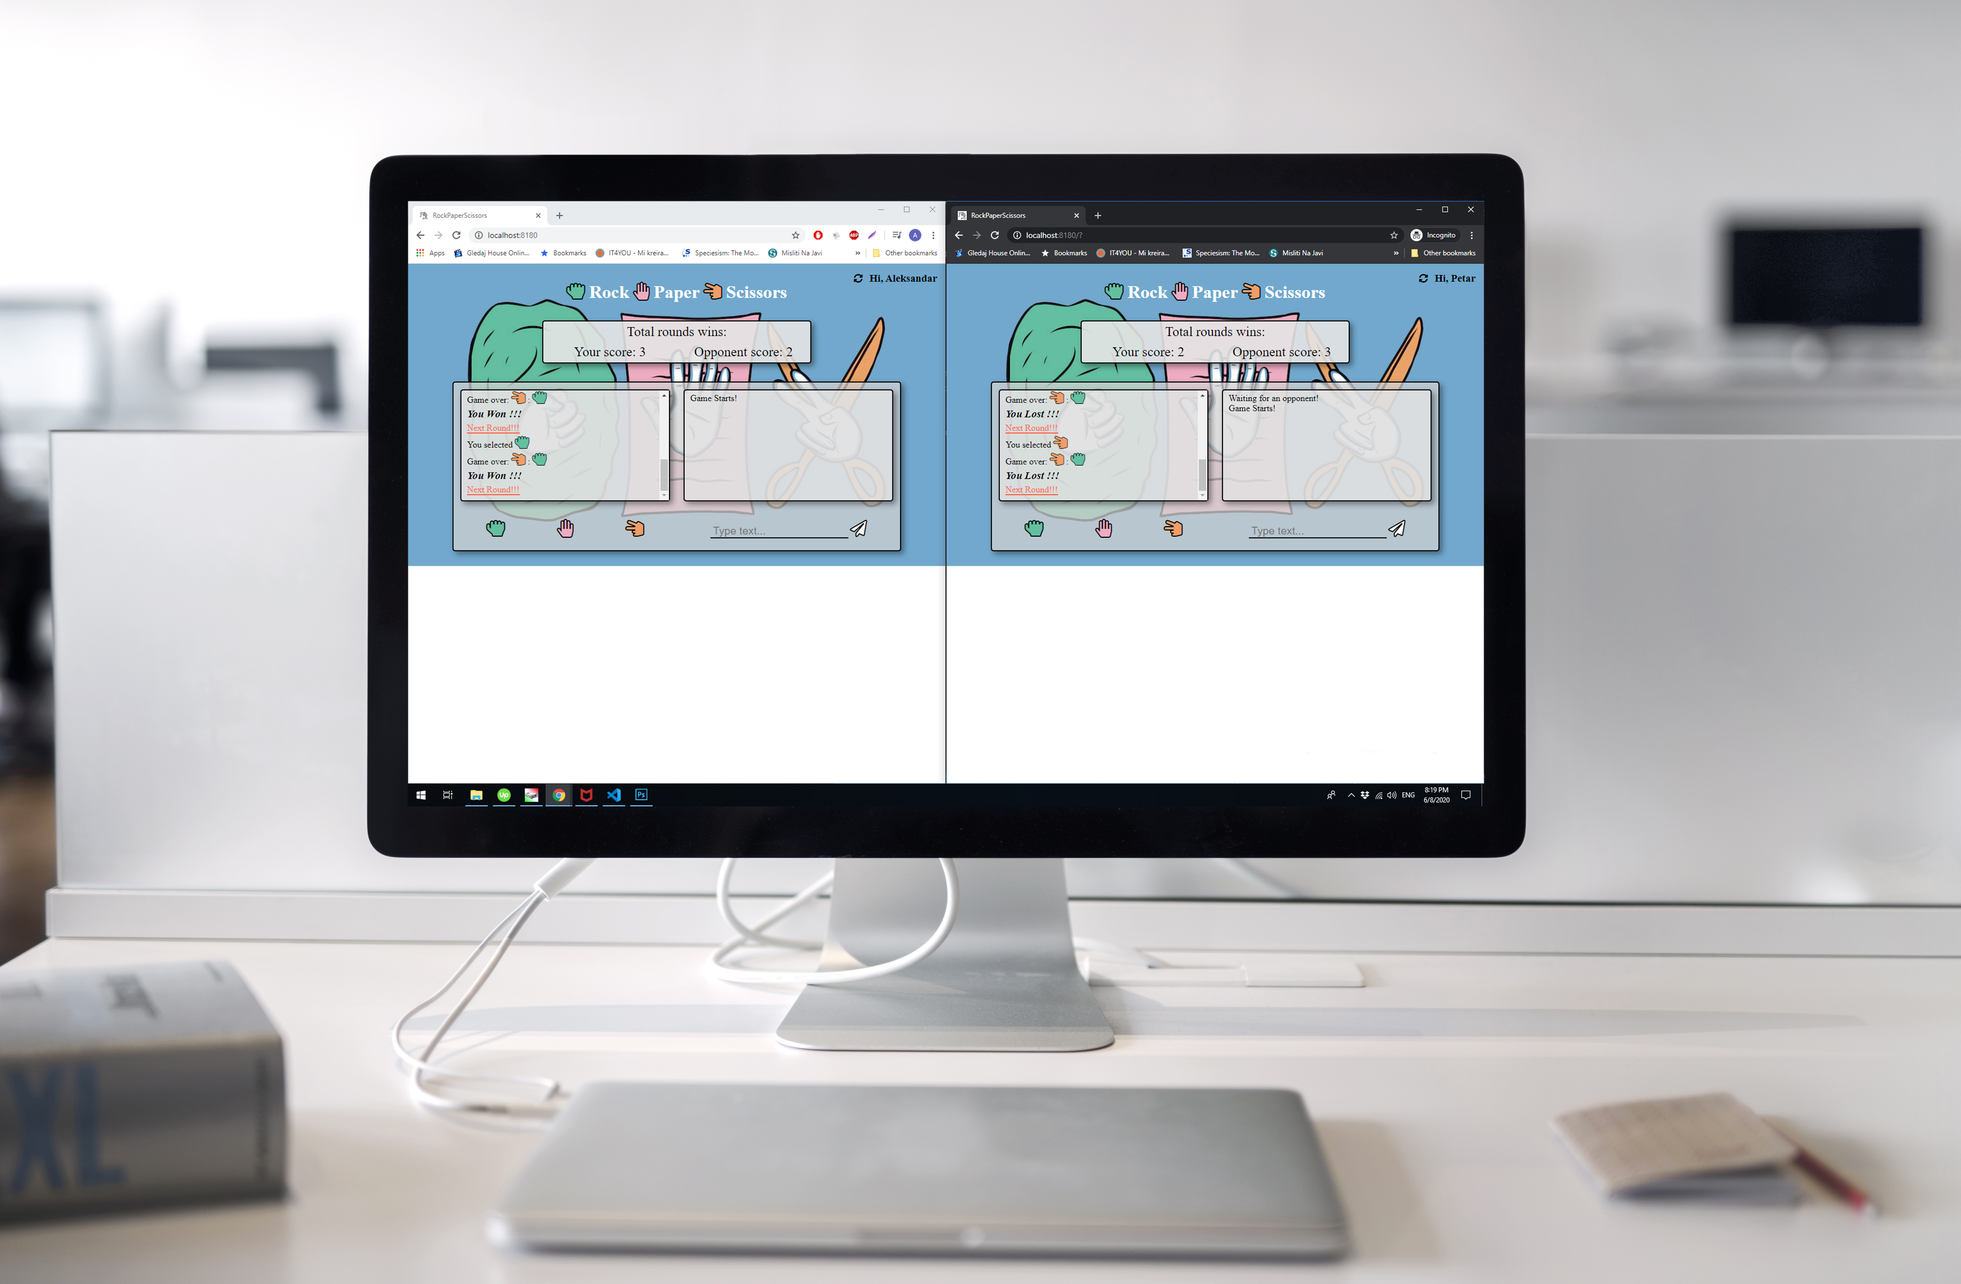 RockPaperScissors
localhost:8180
Apps Gledaj House Onlin... Bookmarks IT4YOU - Mi kreira... Speciesism: The Mo... Misliti Na Javi » Other bookmarks
Hi, Aleksandar
Rock Paper Scissors
Total rounds wins:
Your score: 3 Opponent score: 2
Game over: :
You Won !!!
Next Round!!!
You selected
Game over: :
You Won !!!
Next Round!!!
Game Starts!
Type text...
RockPaperScissors
localhost:8180/? Incognito
Gledaj House Onlin... Bookmarks IT4YOU - Mi kreira... Speciesism: The Mo... Misliti Na Javi » Other bookmarks
Hi, Petar
Rock Paper Scissors
Total rounds wins:
Your score: 2 Opponent score: 3
Game over: :
You Lost !!!
Next Round!!!
You selected
Game over: :
You Lost !!!
Next Round!!!
Waiting for an opponent!
Game Starts!
Type text...
Up
Ps
ENG
8:19 PM
6/8/2020
XL